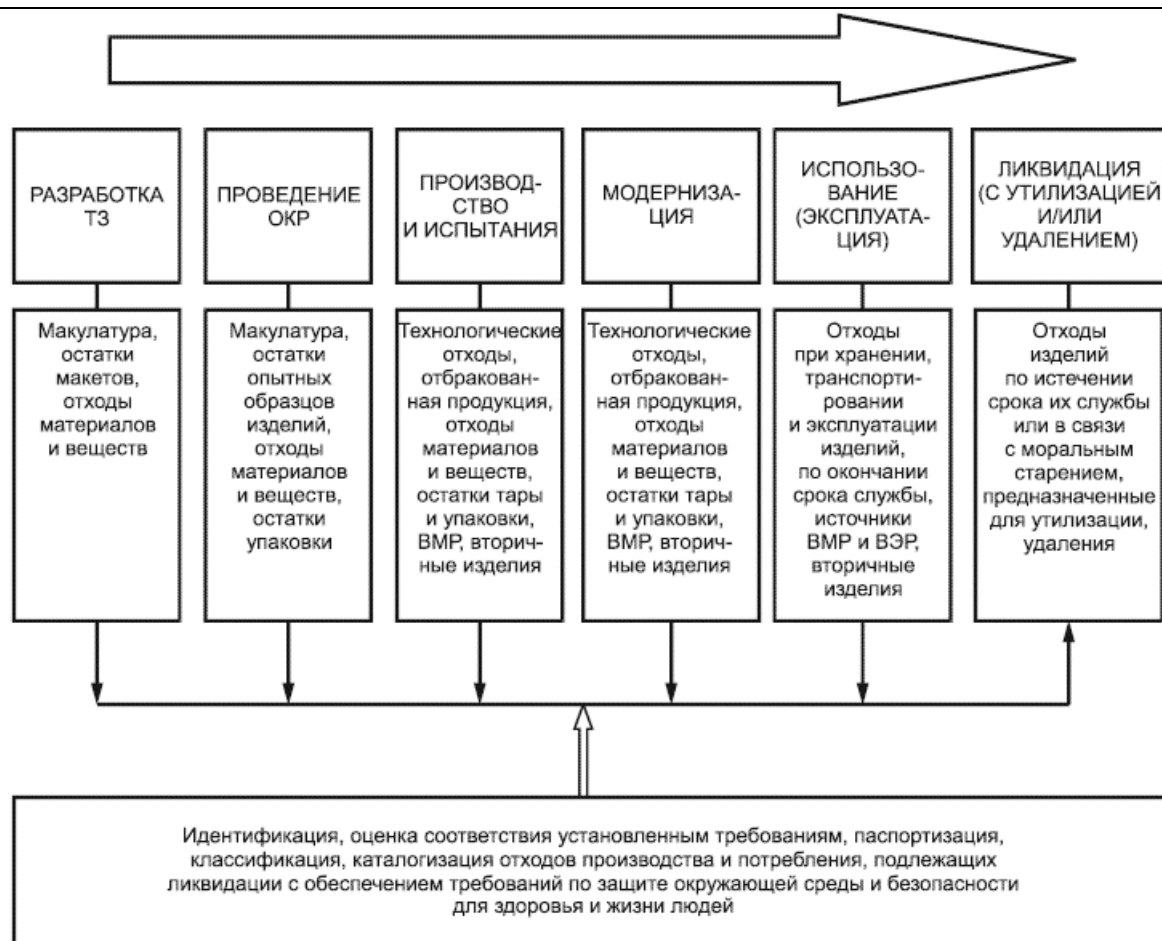 РАЗРАБОТКА
ТЗ
ПРОВЕДЕНИЕ
ОКР
ПРОИЗВОД-
СТВО
И ИСПЫТАНИЯ
МОДЕРНИЗА-
ЦИЯ
ИСПОЛЬЗО-
ВАНИЕ
(ЭКСПЛУАТА-
ЦИЯ)
ЛИКВИДАЦИЯ
(С УТИЛИЗАЦИЕЙ
И/ИЛИ
УДАЛЕНИЕМ)
Макулатура,
остатки
макетов,
отходы
материалов
и веществ
Макулатура,
остатки
опытных
образцов
изделий,
отходы
материалов
и веществ,
остатки
упаковки
Технологические
отходы,
отбракован-
ная продукция,
отходы
материалов
и веществ,
остатки тары
и упаковки,
ВМР, вторич-
ные изделия
Технологические
отходы,
отбракован-
ная продукция,
отходы
материалов
и веществ,
остатки тары
и упаковки,
ВМР, вторич-
ные изделия
Отходы
при хранении,
транспорти-
ровании
и эксплуатации
изделий,
по окончании
срока службы,
источники
ВМР и ВЭР,
вторичные
изделия
Отходы
изделий
по истечении
срока их службы
или в связи
с моральным
старением,
предназначенные
для утилизации,
удаления
Идентификация, оценка соответствия установленным требованиям, паспортизация,
классификация, каталогизация отходов производства и потребления, подлежащих
ликвидации с обеспечением требований по защите окружающей среды и безопасности
для здоровья и жизни людей